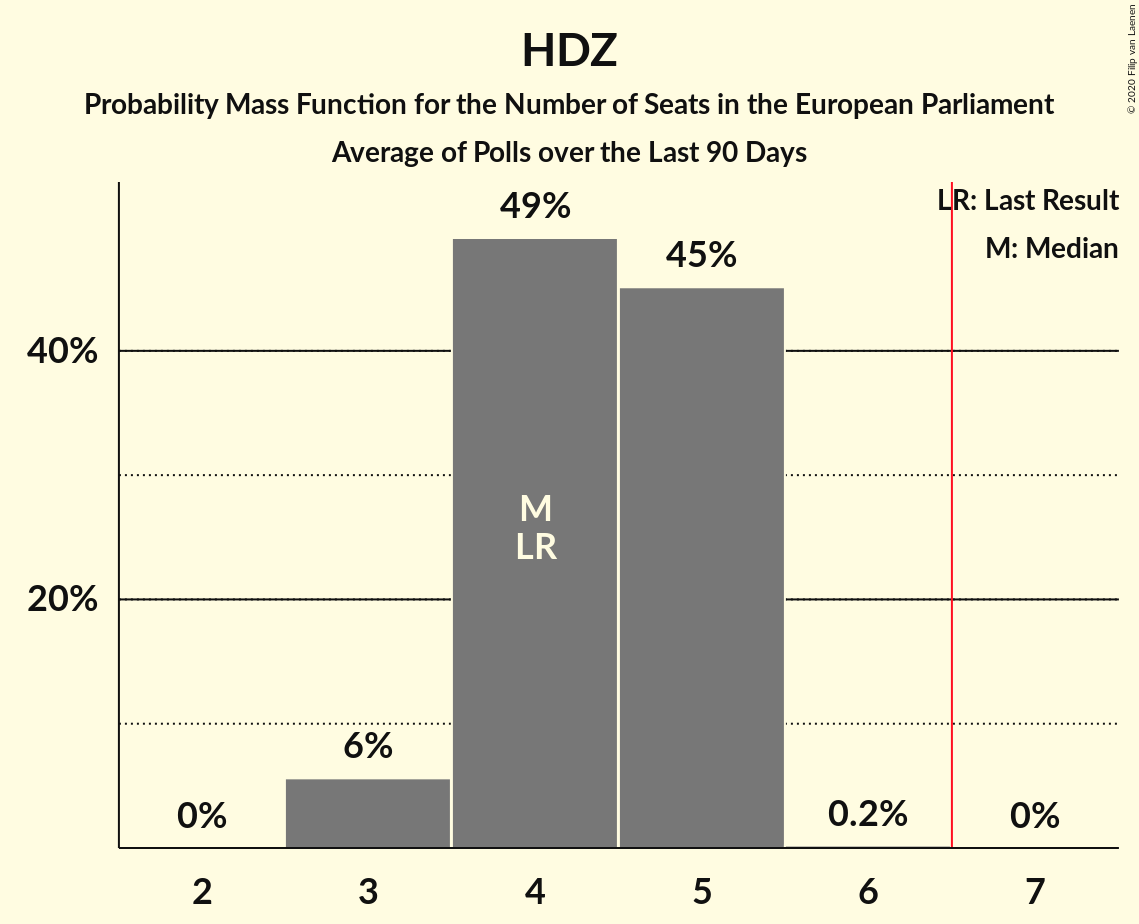 HDZ
Probability Mass Function for the Number of Seats in the European Parliament
Average of Polls over the Last 90 Days
© 2020 Filip van Laenen
LR: Last Result
M: Median
49%
45%
40%
M
LR
20%
6%
0%
0.2%
0%
2 3 4 5 6 7